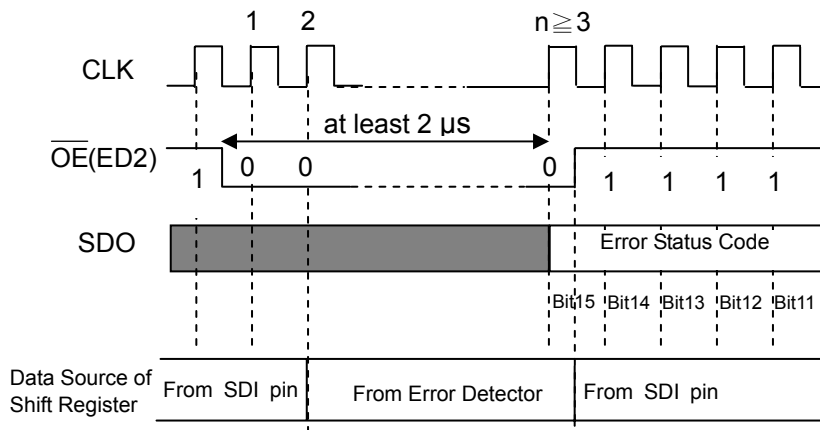 1 2 n≧3
CLK
at least 2 µs
OE(ED2)
1 0 0 0 1 1 1 1
SDO
Error Status Code
Bit15 Bit14 Bit13 Bit12 Bit11
Data Source of
Shift Register
From SDI pin
From Error Detector
From SDI pin